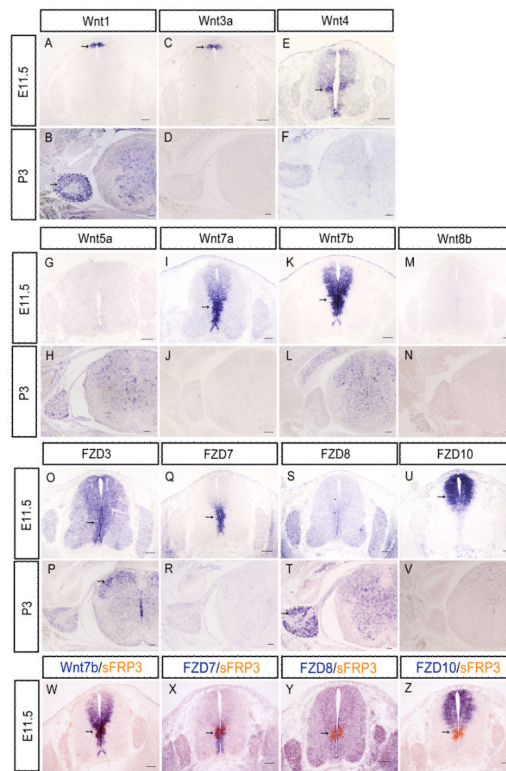 Wnt1 Wnt3a Wnt4
E11.5
A C E
P3
B D F
Wnt5a Wnt7a Wnt7b Wnt8b
E11.5
G I K M
P3
H J L N
FZD3 FZD7 FZD8 FZD10
E11.5
O Q S U
P3
P R T V
Wnt7b/sFRP3 FZD7/sFRP3 FZD8/sFRP3 FZD10/sFRP3
E11.5
W X Y Z